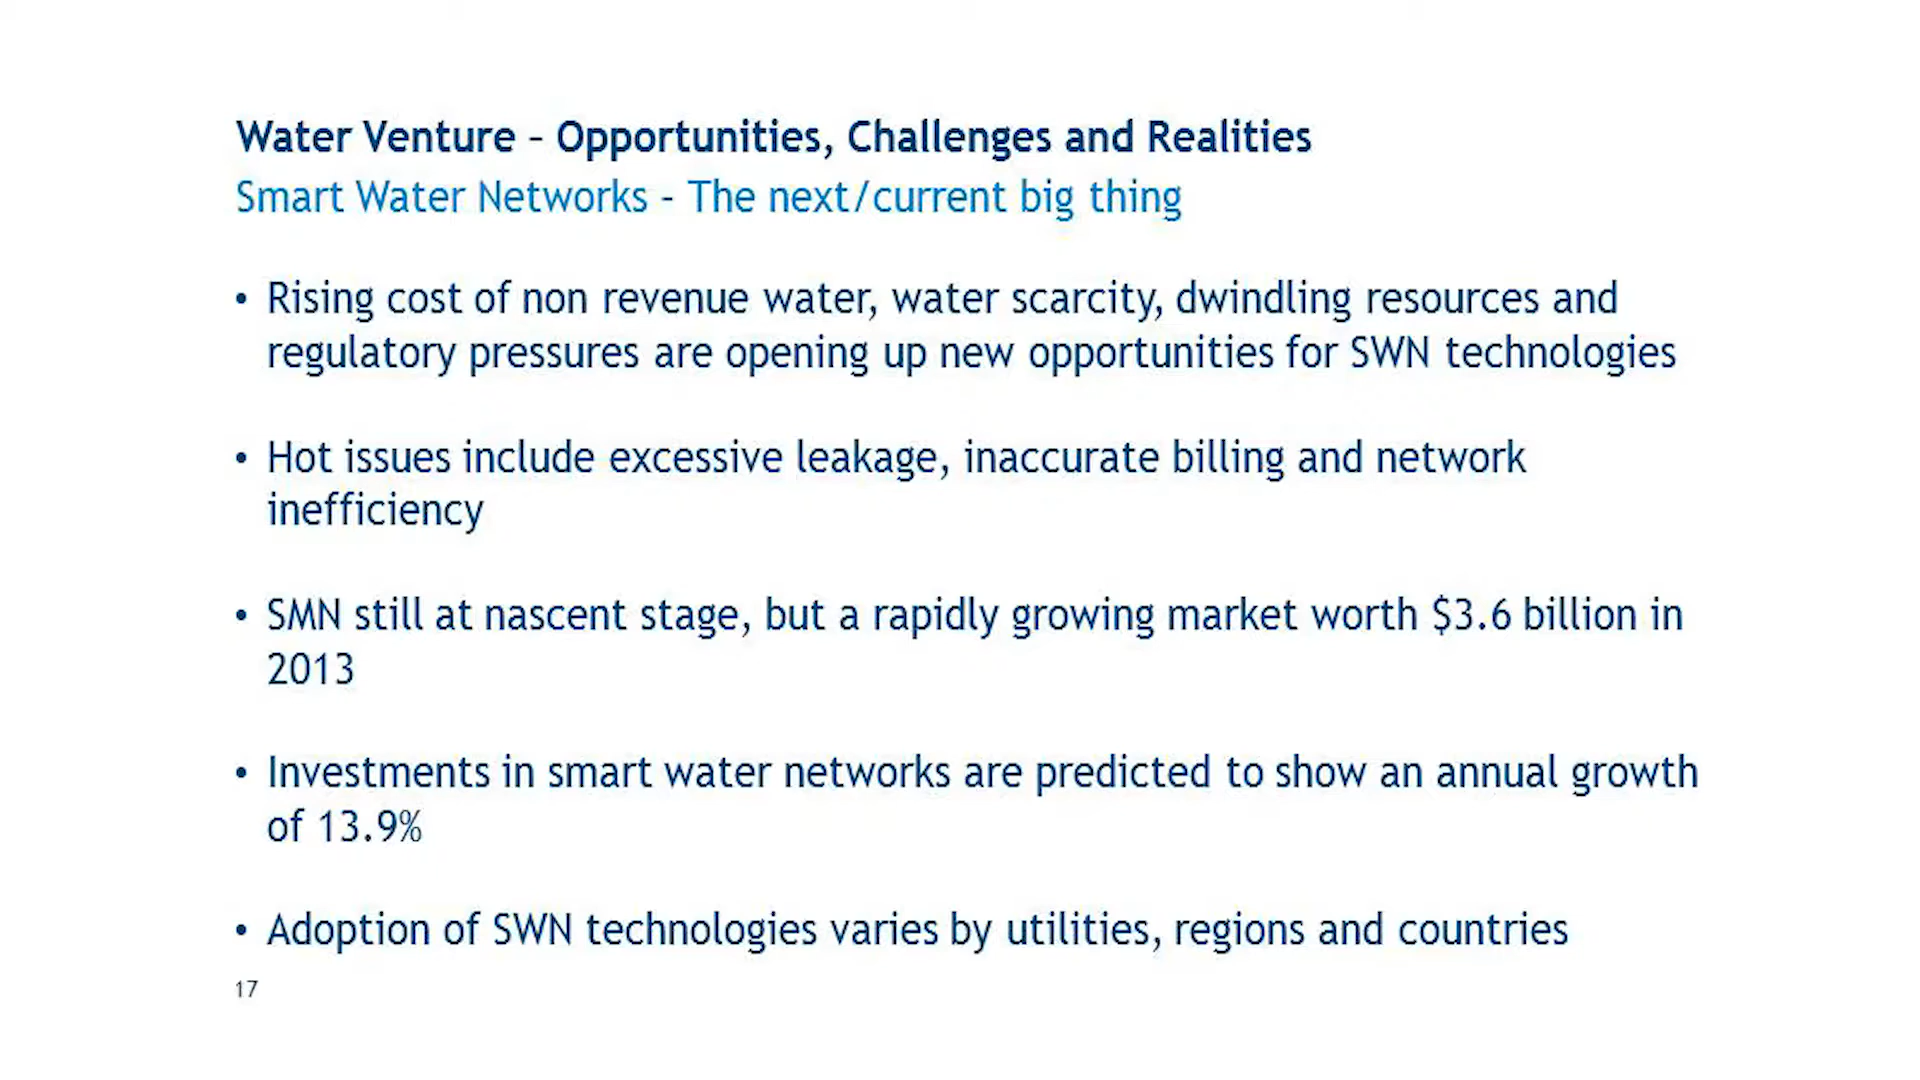 Water Venture – Opportunities, Challenges and Realities
Smart Water Networks – The next/current big thing
• Rising cost of non revenue water, water scarcity, dwindling resources and
regulatory pressures are opening up new opportunities for SWN technologies
• Hot issues include excessive leakage, inaccurate billing and network
inefficiency
• SMN still at nascent stage, but a rapidly growing market worth $3.6 billion in
2013
• Investments in smart water networks are predicted to show an annual growth
of 13.9%
• Adoption of SWN technologies varies by utilities, regions and countries
17